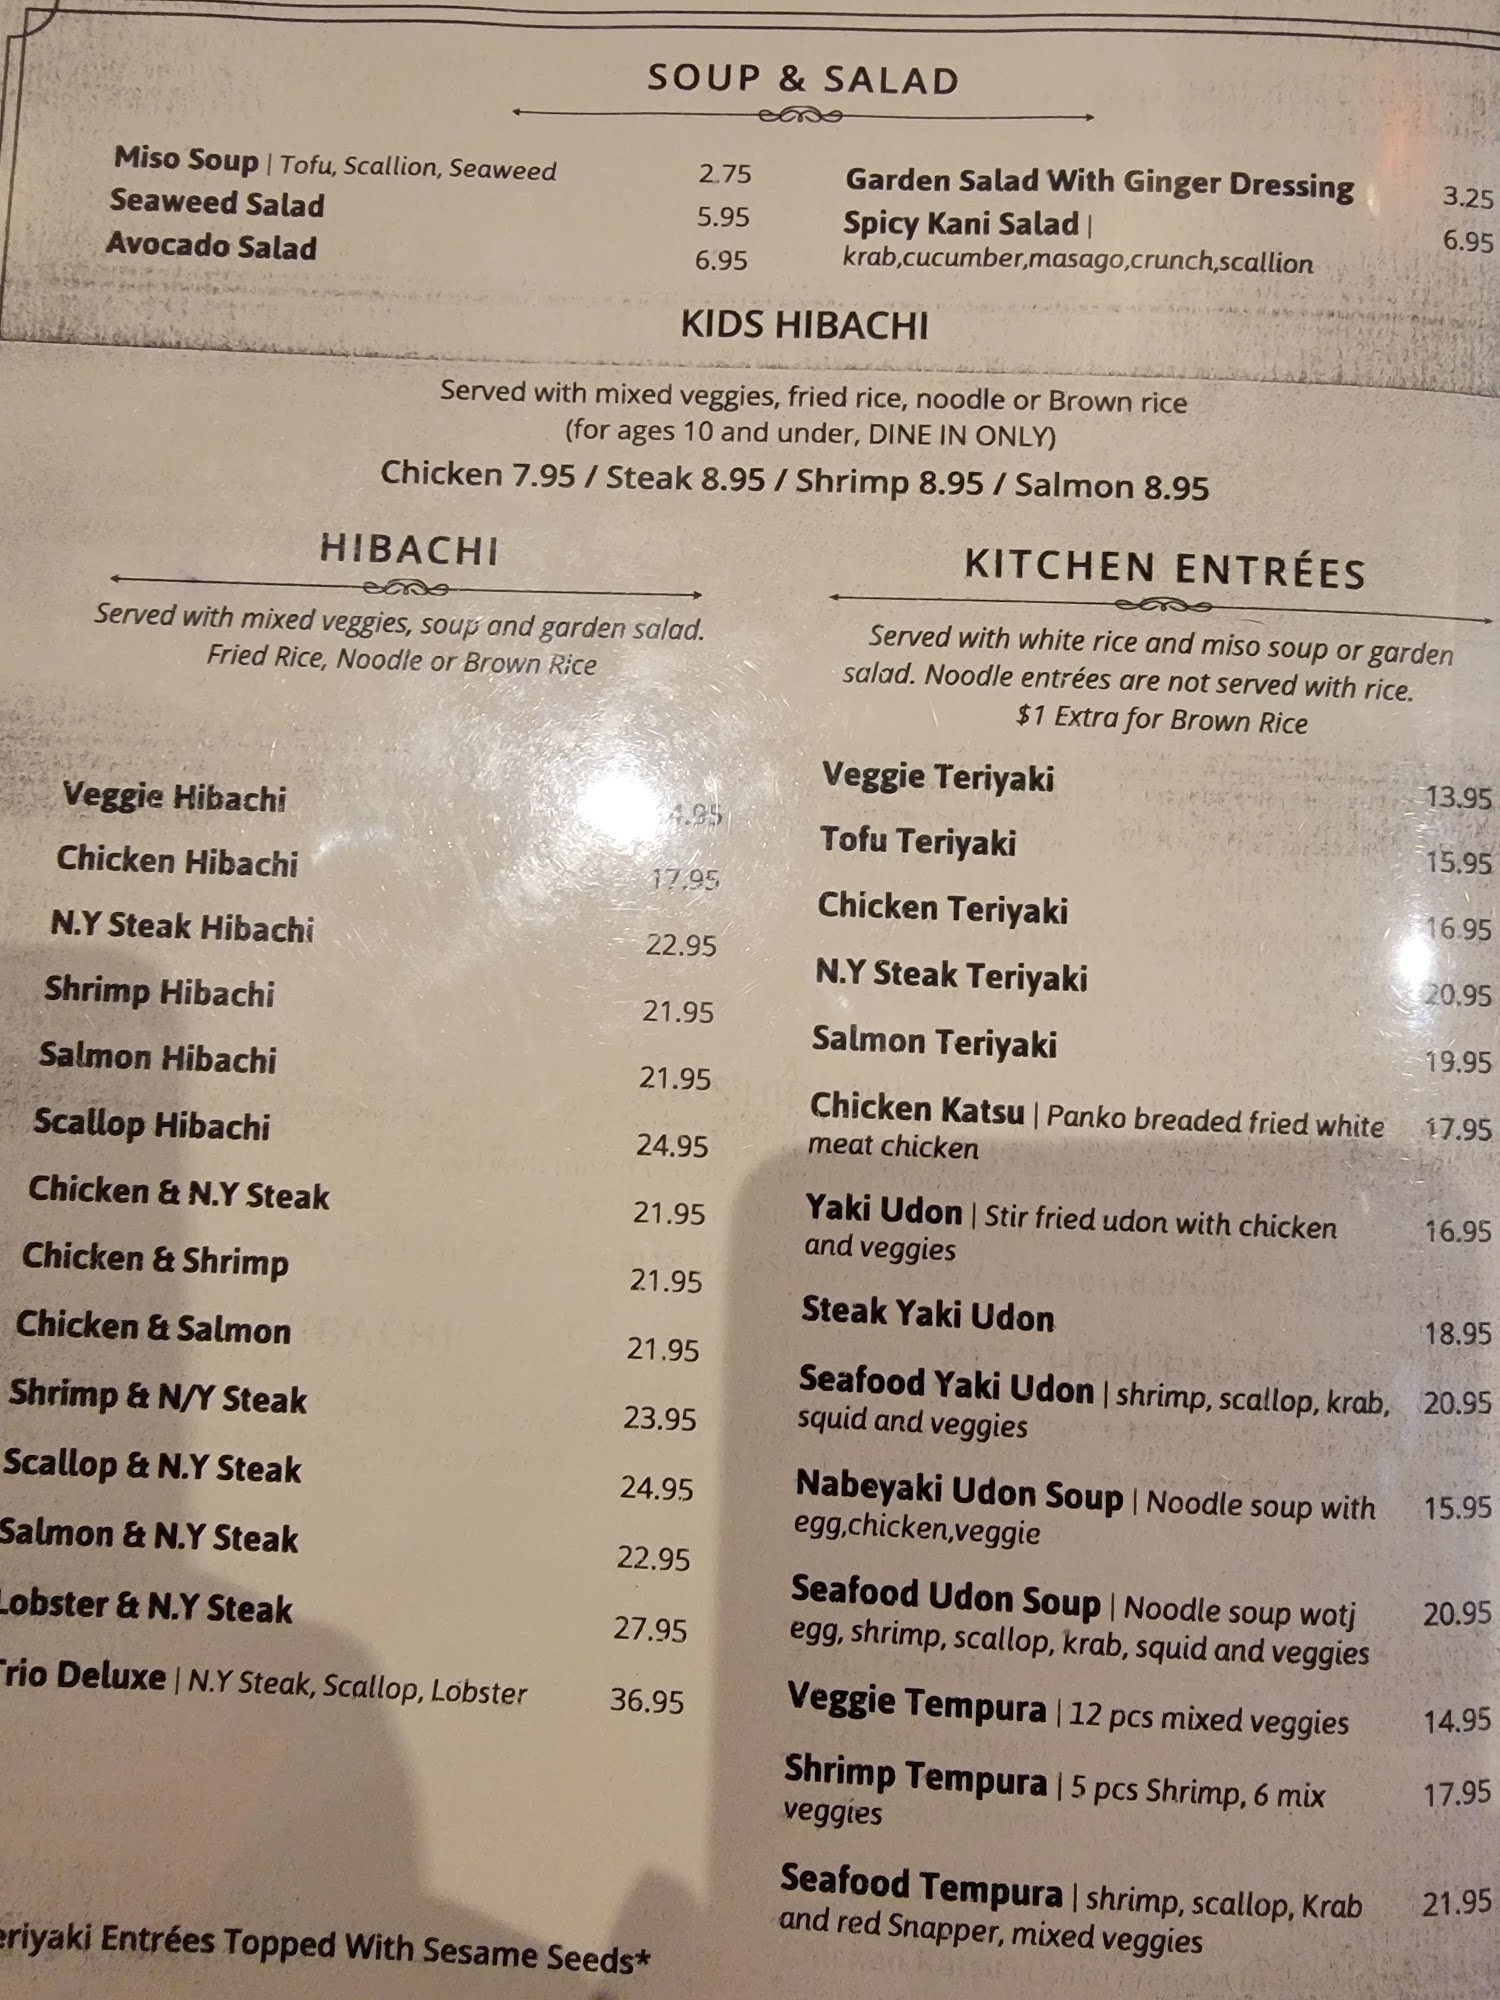 SOUP & SALAD
Miso Soup | Tofu, Scallion, Seaweed 2.75
Seaweed Salad 5.95
Avocado Salad 6.95
Garden Salad With Ginger Dressing 3.25
Spicy Kani Salad | 6.95
krab,cucumber,masago,crunch,scallion
KIDS HIBACHI
Served with mixed veggies, fried rice, noodle or Brown rice
(for ages 10 and under, DINE IN ONLY)
Chicken 7.95 / Steak 8.95 / Shrimp 8.95 / Salmon 8.95
HIBACHI
Served with mixed veggies, soup and garden salad.
Fried Rice, Noodle or Brown Rice
Veggie Hibachi
Chicken Hibachi 17.95
N.Y Steak Hibachi 22.95
Shrimp Hibachi 21.95
Salmon Hibachi 21.95
Scallop Hibachi 24.95
Chicken & N.Y Steak 21.95
Chicken & Shrimp 21.95
Chicken & Salmon 21.95
Shrimp & N/Y Steak 23.95
Scallop & N.Y Steak 24.95
Salmon & N.Y Steak 22.95
Lobster & N.Y Steak 27.95
Trio Deluxe | N.Y Steak, Scallop, Lobster 36.95
eriyaki Entrées Topped With Sesame Seeds*
KITCHEN ENTRÉES
Served with white rice and miso soup or garden
salad. Noodle entrées are not served with rice.
$1 Extra for Brown Rice
Veggie Teriyaki 13.95
Tofu Teriyaki 15.95
Chicken Teriyaki 16.95
N.Y Steak Teriyaki 20.95
Salmon Teriyaki 19.95
Chicken Katsu | Panko breaded fried white 17.95
meat chicken
Yaki Udon | Stir fried udon with chicken 16.95
and veggies
Steak Yaki Udon 18.95
Seafood Yaki Udon | shrimp, scallop, krab, 20.95
squid and veggies
Nabeyaki Udon Soup | Noodle soup with 15.95
egg,chicken,veggie
Seafood Udon Soup | Noodle soup wotj 20.95
egg, shrimp, scallop, krab, squid and veggies
Veggie Tempura | 12 pcs mixed veggies 14.95
Shrimp Tempura | 5 pcs Shrimp, 6 mix 17.95
veggies
Seafood Tempura | shrimp, scallop, Krab 21.95
and red Snapper, mixed veggies